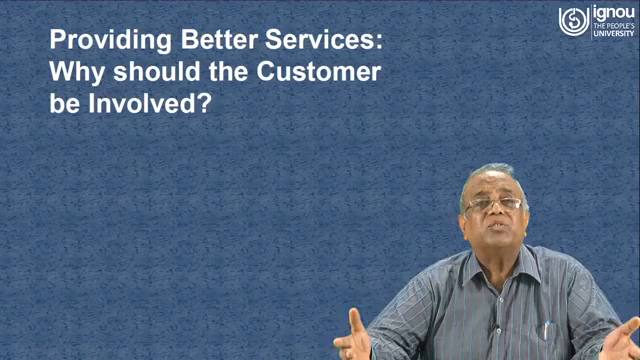 Providing Better Services:
Why should the Customer
be Involved?
ignou
THE PEOPLE'S
UNIVERSITY